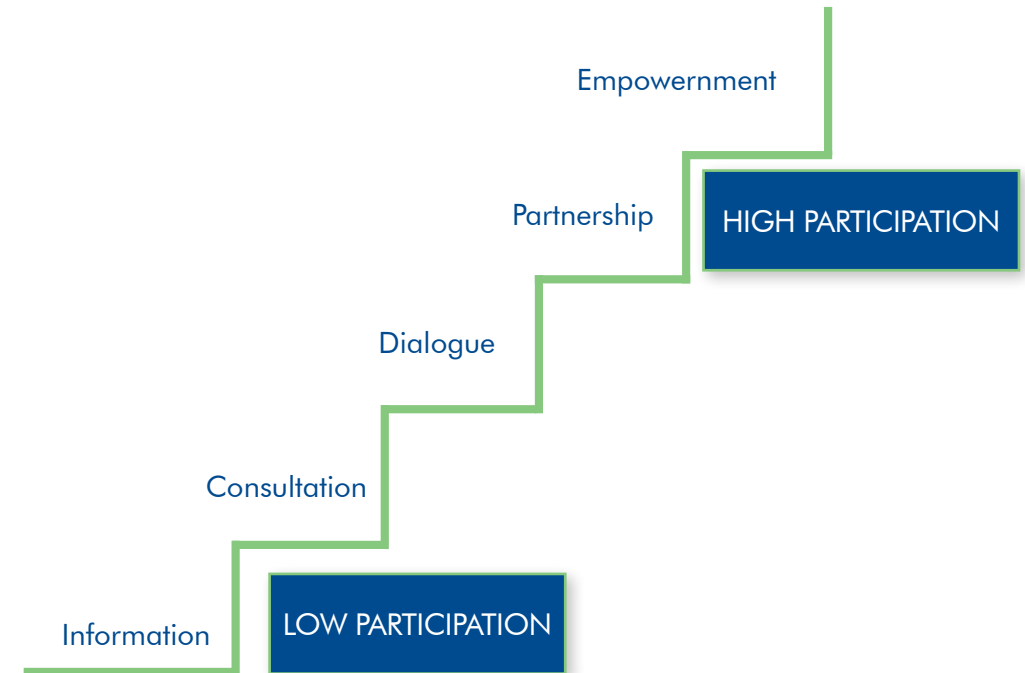 Empowernment
Partnership
HIGH PARTICIPATION
Dialogue
Consultation
LOW PARTICIPATION
Information